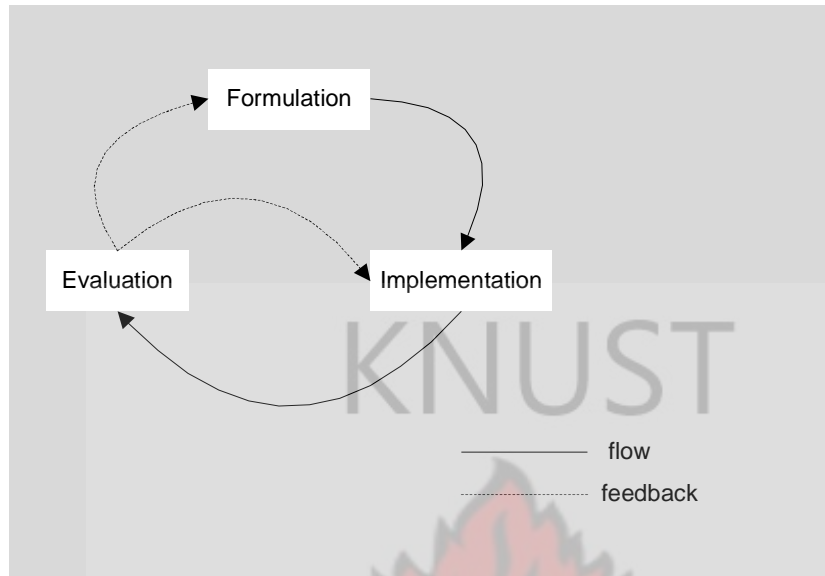 Formulation
Evaluation
Implementation
KNUST
flow
feedback